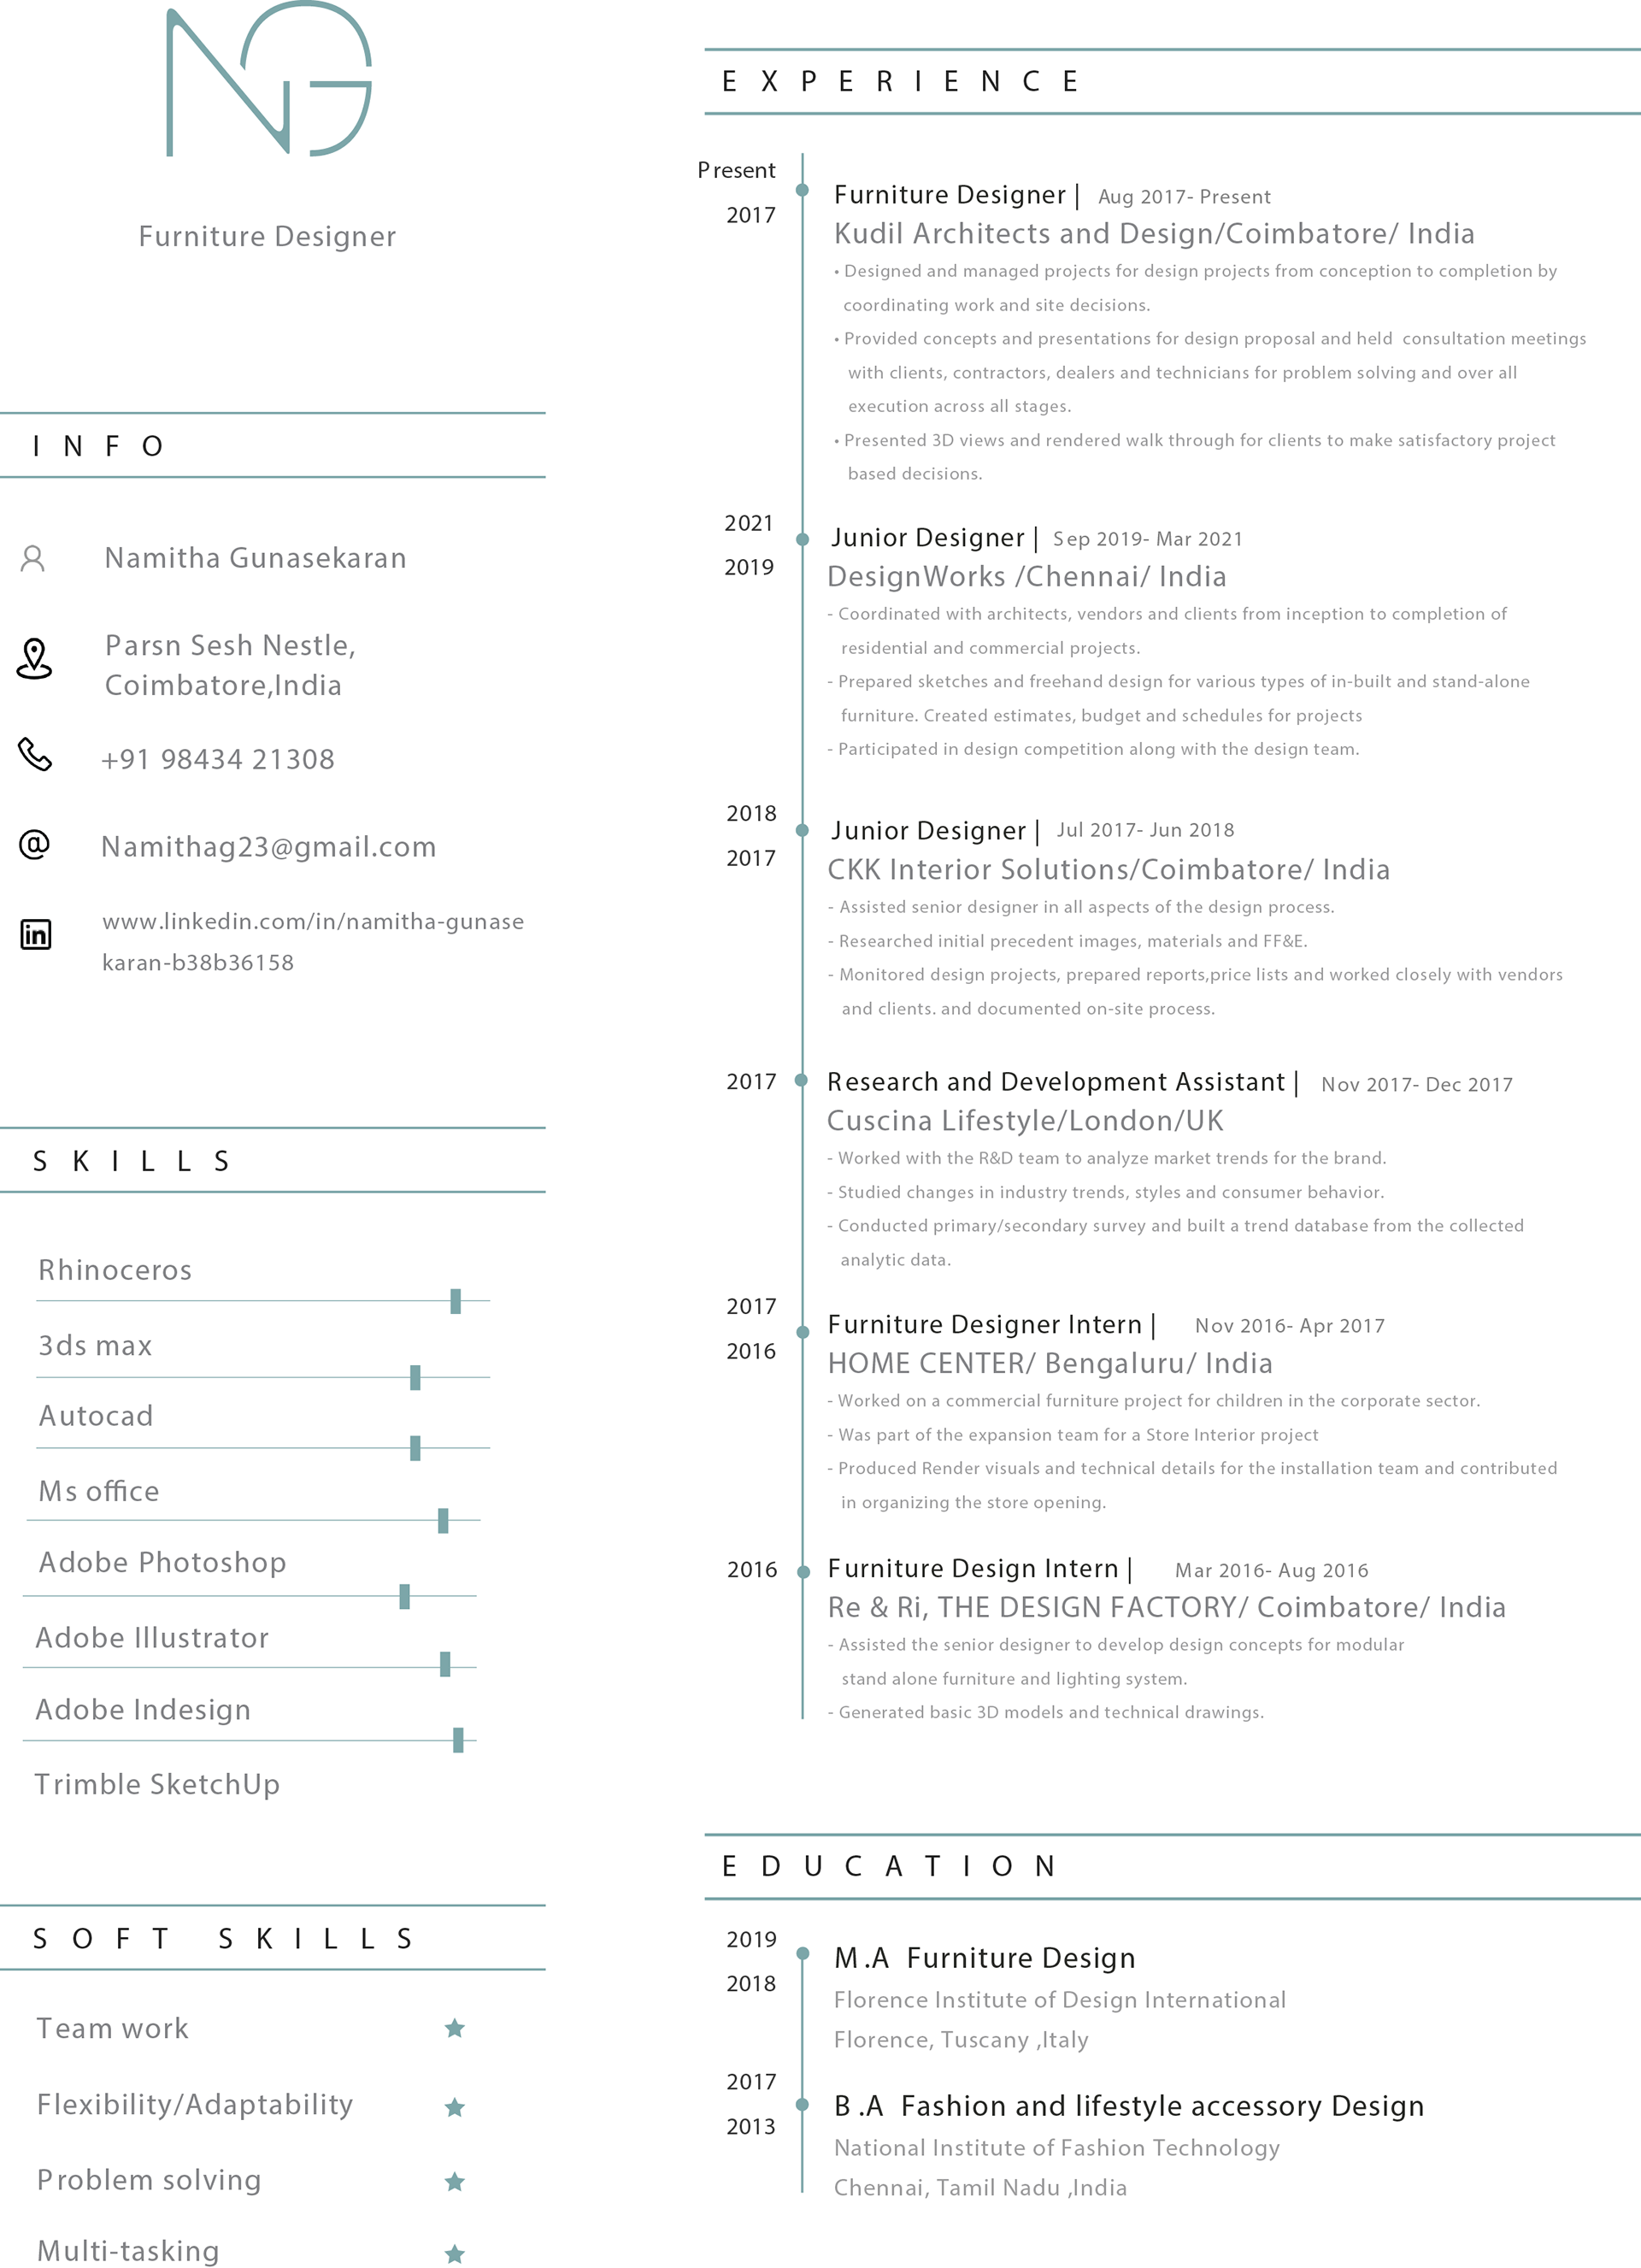 NG
Furniture Designer
INFO
Namitha Gunasekaran
Parsn Sesh Nestle,
Coimbatore,India
+91 98434 21308
@
Namithag23@gmail.com
in
www.linkedin.com/in/namitha-gunase
karan-b38b36158
SKILLS
Rhinoceros
3ds max
Autocad
Ms office
Adobe Photoshop
Adobe Illustrator
Adobe Indesign
Trimble SketchUp
SOFT SKILLS
Team work
Flexibility/Adaptability
Problem solving
Multi-tasking
EXPERIENCE
Present
2017
Furniture Designer | Aug 2017- Present
Kudil Architects and Design/Coimbatore/ India
• Designed and managed projects for design projects from conception to completion by
coordinating work and site decisions.
• Provided concepts and presentations for design proposal and held consultation meetings
with clients, contractors, dealers and technicians for problem solving and over all
execution across all stages.
• Presented 3D views and rendered walk through for clients to make satisfactory project
based decisions.
2021
2019
Junior Designer | Sep 2019- Mar 2021
DesignWorks /Chennai/ India
- Coordinated with architects, vendors and clients from inception to completion of
residential and commercial projects.
- Prepared sketches and freehand design for various types of in-built and stand-alone
furniture. Created estimates, budget and schedules for projects
- Participated in design competition along with the design team.
2018
2017
Junior Designer | Jul 2017- Jun 2018
CKK Interior Solutions/Coimbatore/ India
- Assisted senior designer in all aspects of the design process.
- Researched initial precedent images, materials and FF&E.
- Monitored design projects, prepared reports,price lists and worked closely with vendors
and clients. and documented on-site process.
2017
Research and Development Assistant | Nov 2017- Dec 2017
Cuscina Lifestyle/London/UK
- Worked with the R&D team to analyze market trends for the brand.
- Studied changes in industry trends, styles and consumer behavior.
- Conducted primary/secondary survey and built a trend database from the collected
analytic data.
2017
2016
Furniture Designer Intern | Nov 2016- Apr 2017
HOME CENTER/ Bengaluru/ India
- Worked on a commercial furniture project for children in the corporate sector.
- Was part of the expansion team for a Store Interior project
- Produced Render visuals and technical details for the installation team and contributed
in organizing the store opening.
2016
Furniture Design Intern | Mar 2016- Aug 2016
Re & Ri, THE DESIGN FACTORY/ Coimbatore/ India
- Assisted the senior designer to develop design concepts for modular
stand alone furniture and lighting system.
- Generated basic 3D models and technical drawings.
EDUCATION
2019
2018
M.A Furniture Design
Florence Institute of Design International
Florence, Tuscany ,Italy
2017
2013
B.A Fashion and lifestyle accessory Design
National Institute of Fashion Technology
Chennai, Tamil Nadu ,India